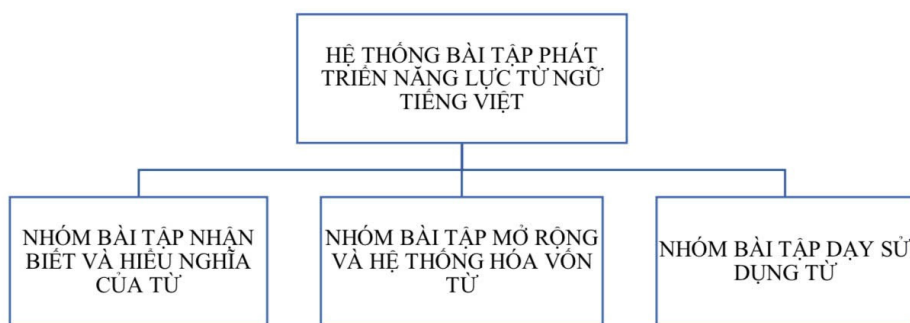 HỆ THỐNG BÀI TẬP PHÁT
TRIỂN NĂNG LỰC TỪ NGỮ
TIẾNG VIỆT
NHÓM BÀI TẬP NHẬN
BIẾT VÀ HIỂU NGHĨA
CỦA TỪ
NHÓM BÀI TẬP MỞ RỘNG
VÀ HỆ THỐNG HÓA VỐN
TỪ
NHÓM BÀI TẬP DẠY SỬ
DỤNG TỪ